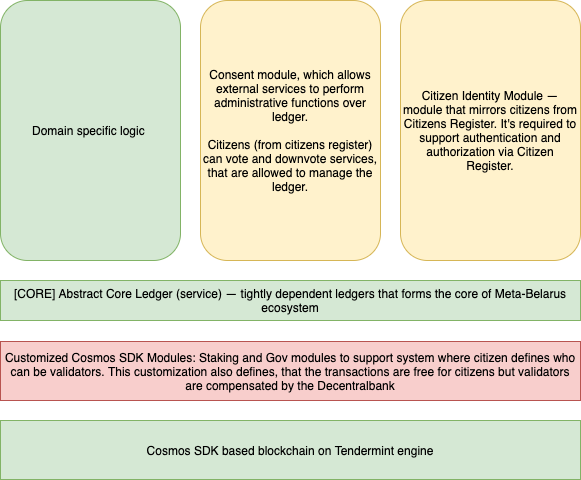 Domain specific logic
Consent module, which allows
external services to perform
administrative functions over
ledger.
Citizens (from citizens register)
can vote and downvote services,
that are allowed to manage the
ledger.
Citizen Identity Module —
module that mirrors citizens from
Citizens Register. It's required to
support authentication and
authorization via Citizen
Register.
[CORE] Abstract Core Ledger (service) — tightly dependent ledgers that forms the core of Meta-Belarus
ecosystem
Customized Cosmos SDK Modules: Staking and Gov modules to support system where citizen defines who
can be validators. This customization also defines, that the transactions are free for citizens but validators
are compensated by the Decentralbank
Cosmos SDK based blockchain on Tendermint engine